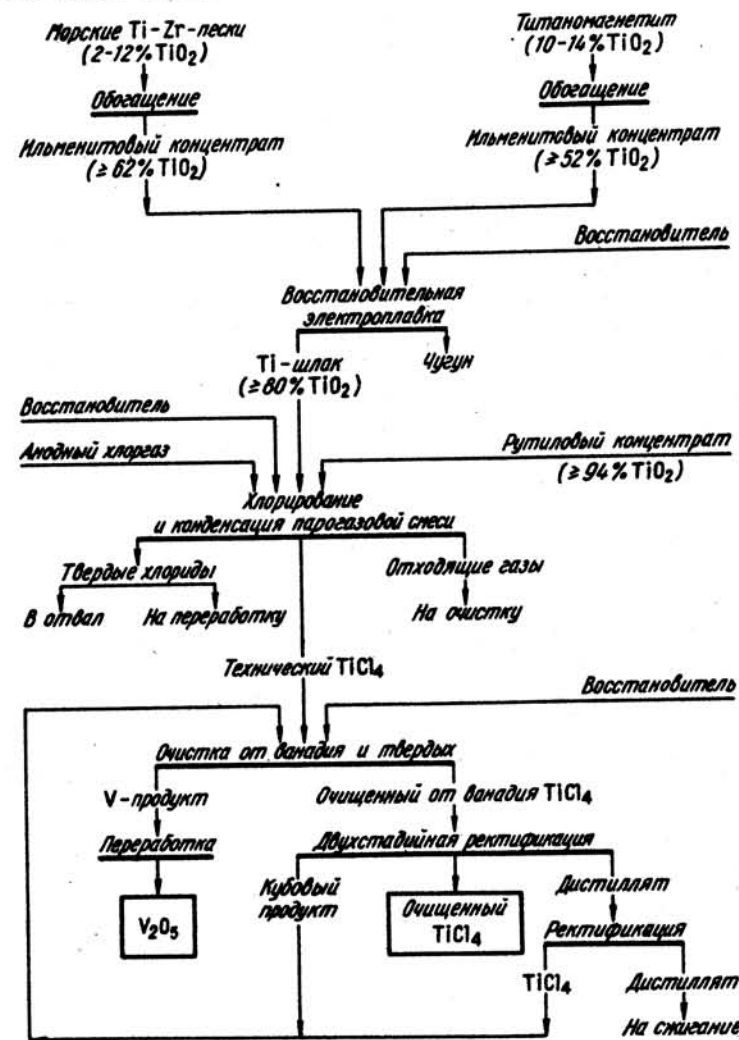 Морские Ti-Zr-пески
(2-12% TiO2)
Титаномагнетит
(10-14% TiO2)
Обогащение
Обогащение
Ильменитовый концентрат
(≥62% TiO2)
Ильменитовый концентрат
(≥52% TiO2)
Восстановитель
Восстановительная
электроплавка
Ti-шлак
(≥80% TiO2)
Чугун
Восстановитель
Анодный хлоргаз
Рутиловый концентрат
(≥94% TiO2)
Хлорирование
и конденсация парогазовой смеси
Твердые хлориды
Отходящие газы
В отвал
На переработку
На очистку
Технический TiCl4
Восстановитель
Очистка от ванадия и твердых
V-продукт
Очищенный от ванадия TiCl4
Переработка
Двухстадийная ректификация
Кубовый
продукт
Дистиллят
V2O5
Очищенный
TiCl4
Ректификация
TiCl4
Дистиллят
На сжигание